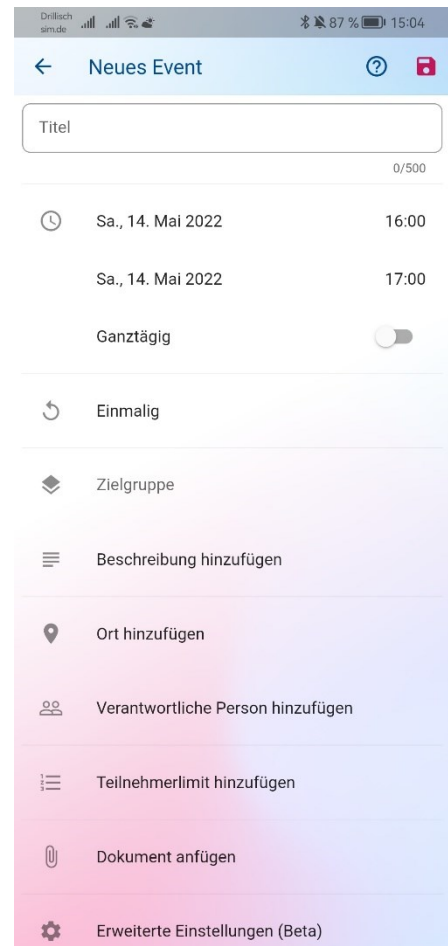 Drillisch 87 % 15:04
sim.de
Neues Event
Titel
0/500
Sa., 14. Mai 2022 16:00
Sa., 14. Mai 2022 17:00
Ganztägig
Einmalig
Zielgruppe
Beschreibung hinzufügen
Ort hinzufügen
Verantwortliche Person hinzufügen
Teilnehmerlimit hinzufügen
Dokument anfügen
Erweiterte Einstellungen (Beta)